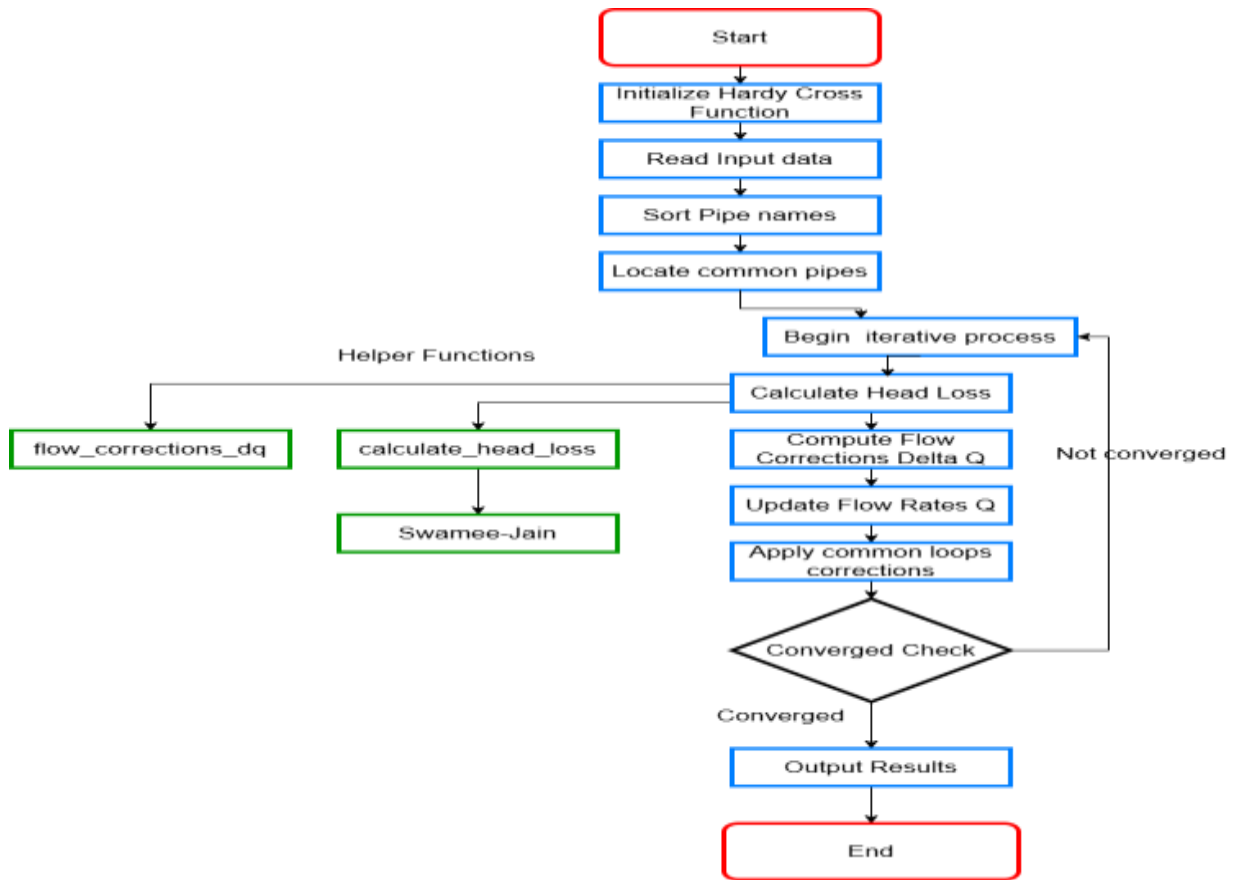 Start
Initialize Hardy Cross
Function
Read Input data
Sort Pipe names
Locate common pipes
Begin iterative process
Helper Functions
Calculate Head Loss
flow_corrections_dq
calculate_head_loss
Compute Flow
Corrections Delta Q
Not converged
Swamee-Jain
Update Flow Rates Q
Apply common loops
corrections
Converged Check
Converged
Output Results
End